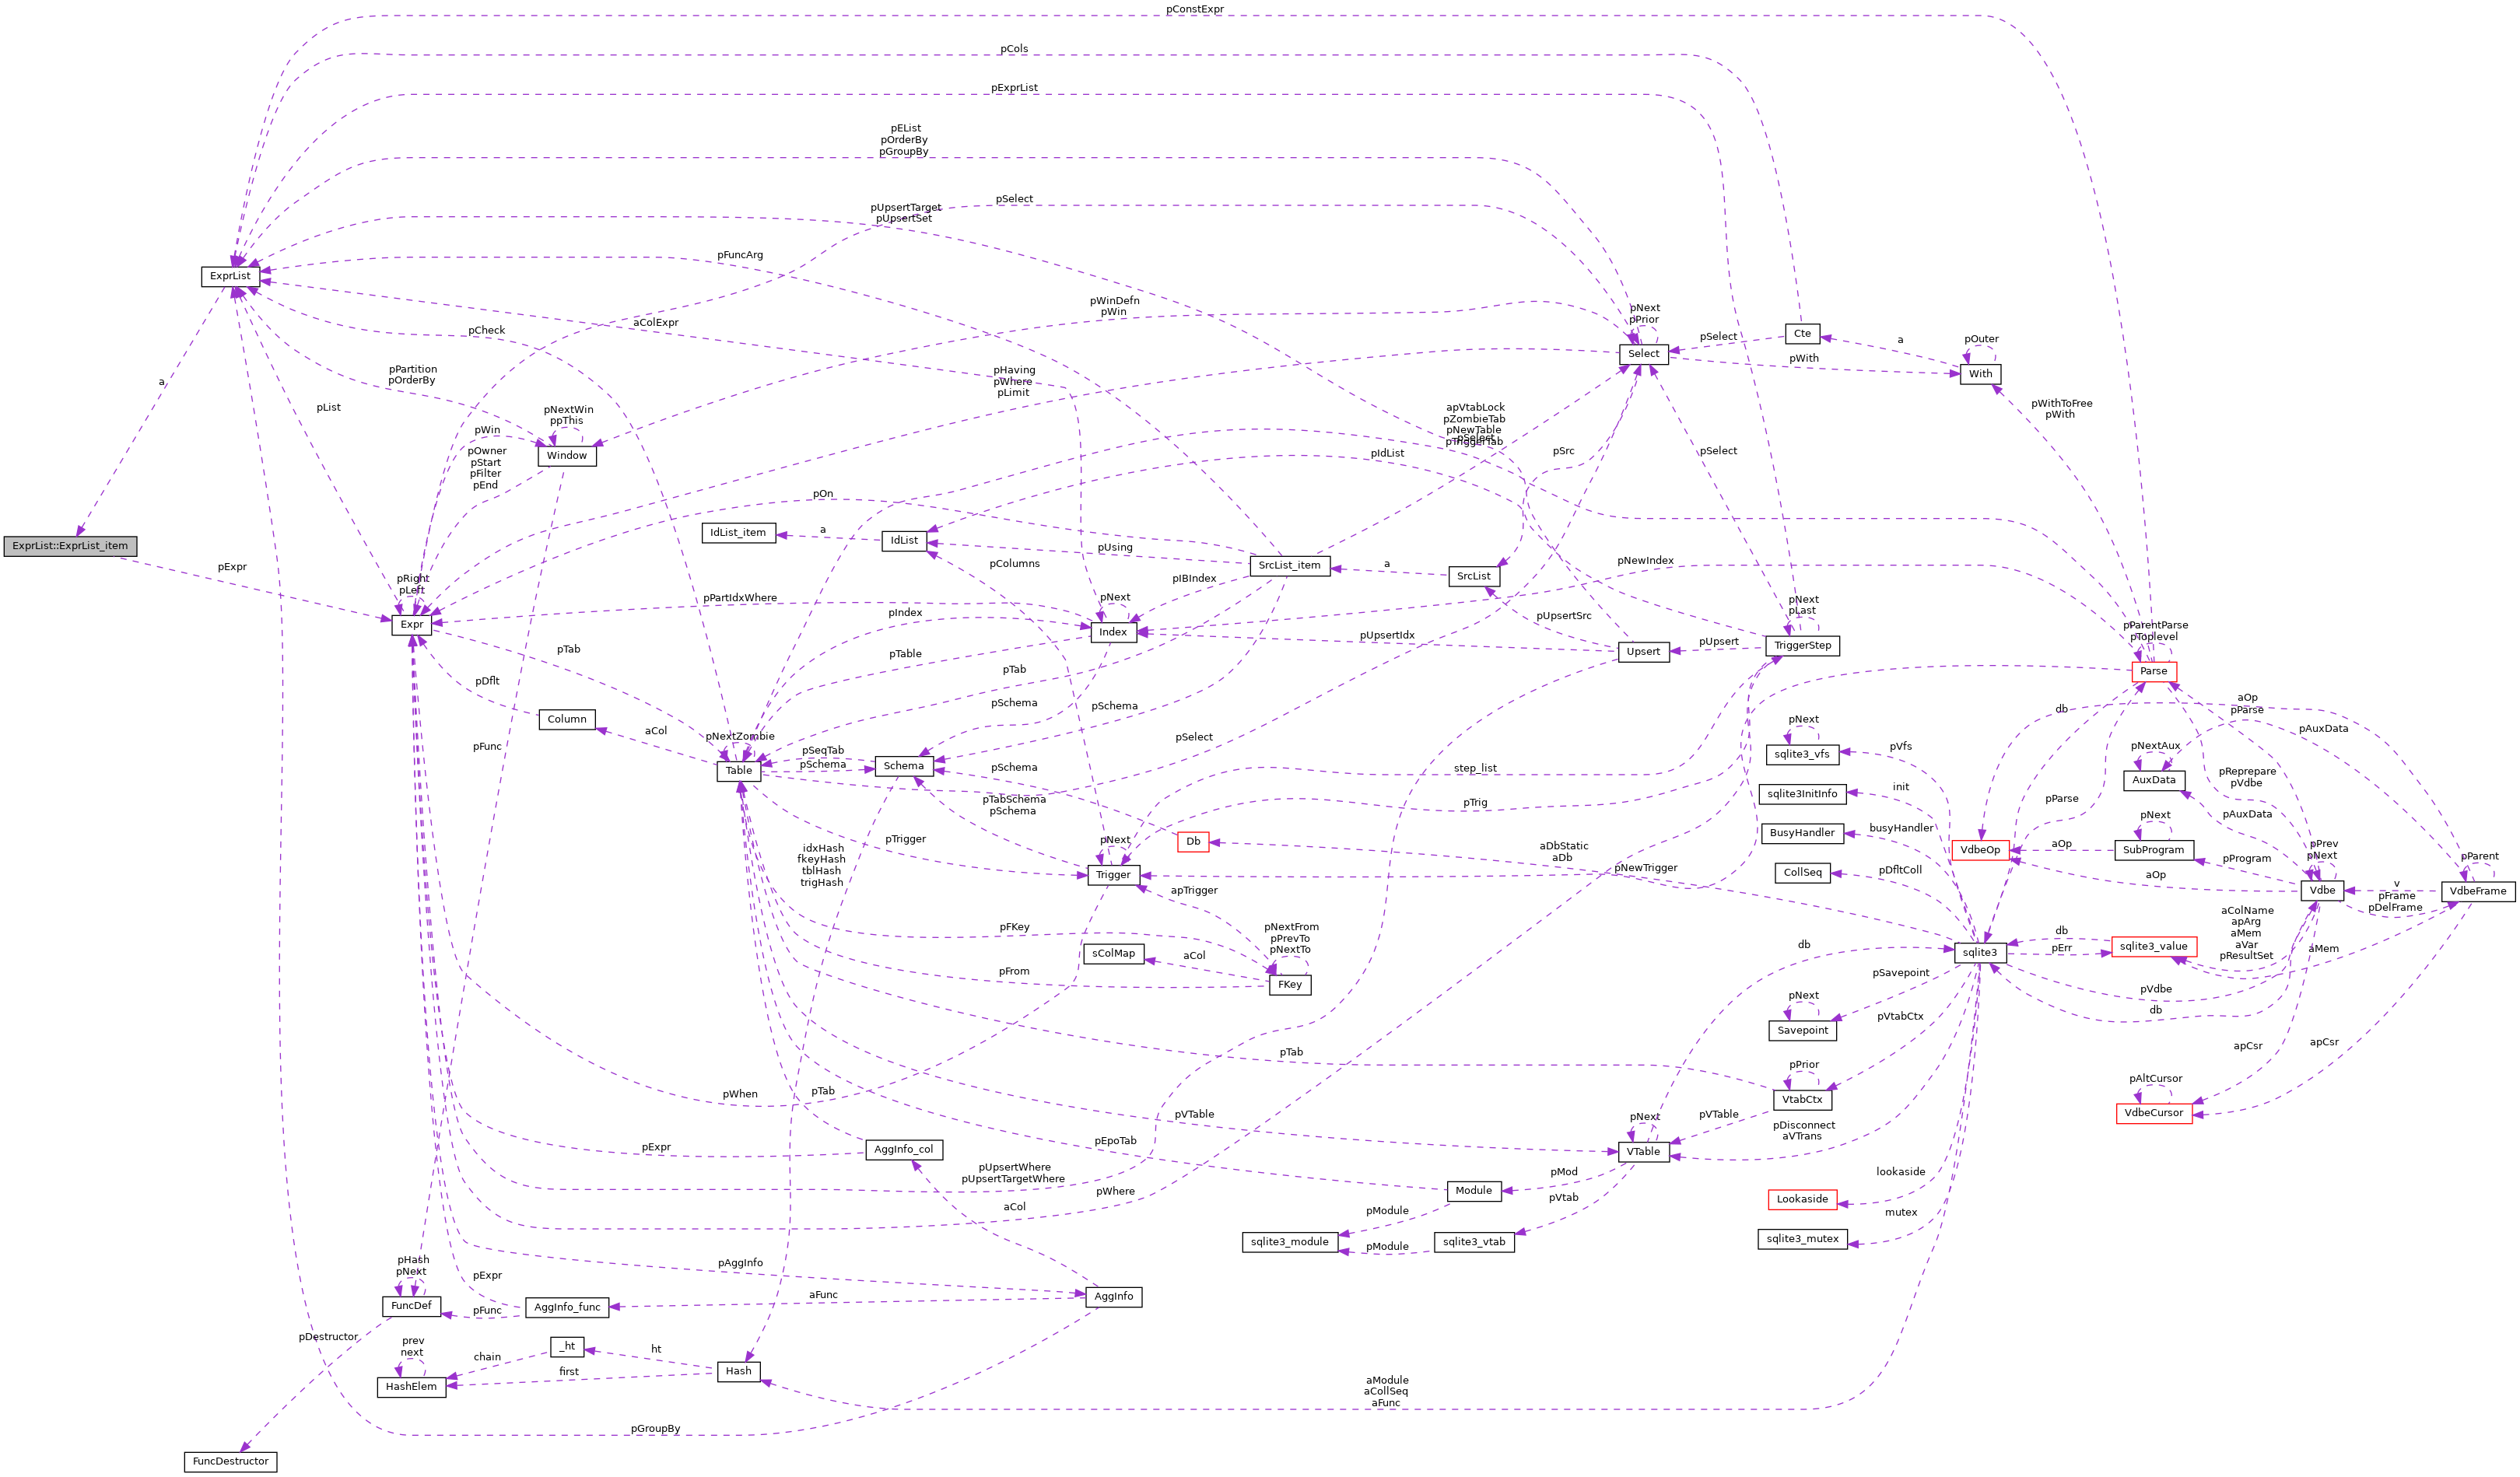 pConstExpr
pCols
pExprList
pEList
pOrderBy
pGroupBy
pSelect
pUpsertTarget
pUpsertSet
pFuncArg
ExprList
pWinDefn
pWin
pNext
pPrior
aColExpr
pCheck
Cte
pSelect
pOuter
a
Select
pWith
With
a
pPartition
pOrderBy
pHaving
pWhere
pLimit
pList
pNextWin
ppThis
apVtabLock
pZombieTab
pNewTable
pTriggerTab
pSelect
pWithToFree
pWith
pWin
Window
pOwner
pStart
pFilter
pEnd
pIdList
pSrc
pSelect
pOn
IdList_item
a
IdList
ExprList::ExprList_item
pUsing
pExpr
pColumns
SrcList_item
a
SrcList
pNewIndex
pIBIndex
pRight
pLeft
pPartIdxWhere
pNext
pNext
pLast
Expr
pIndex
Index
pUpsertSrc
pUpsertIdx
pParentParse
pToplevel
pTab
pTable
Upsert
pUpsert
TriggerStep
pTab
Parse
pDflt
aOp
db
pParse
Column
aCol
pSchema
pSchema
pNext
pAuxData
pNextZombie
pSelect
pSeqTab
pVfs
sqlite3_vfs
pNextAux
Table
pSchema
Schema
pSchema
step_list
AuxData
pReprepare
pVdbe
pFunc
init
sqlite3InitInfo
pTabSchema
pSchema
pTrig
pParse
pNext
pAuxData
BusyHandler
busyHandler
pTrigger
pNext
Db
aDbStatic
aDb
VdbeOp
aOp
SubProgram
pPrev
pNext
pParent
idxHash
fkeyHash
tblHash
trigHash
pProgram
Trigger
pNewTrigger
CollSeq
pDfltColl
aOp
Vdbe
v
VdbeFrame
apTrigger
pFrame
pDelFrame
aColName
apArg
aMem
aVar
pResultSet
pFKey
pNextFrom
pPrevTo
pNextTo
db
db
sqlite3_value
aMem
sColMap
aCol
sqlite3
pErr
pFrom
FKey
pSavepoint
pVdbe
pNext
db
Savepoint
pVtabCtx
pTab
apCsr
apCsr
pPrior
pAltCursor
pWhen
pTab
VtabCtx
pVTable
pNext
pVTable
VdbeCursor
pDisconnect
aVTrans
pExpr
AggInfo_col
pEpoTab
VTable
pUpsertWhere
pUpsertTargetWhere
pMod
lookaside
pWhere
Module
pVtab
Lookaside
aCol
pModule
mutex
sqlite3_module
pModule
sqlite3_vtab
sqlite3_mutex
pHash
pNext
pExpr
pAggInfo
FuncDef
pFunc
AggInfo_func
aFunc
AggInfo
pDestructor
prev
next
_ht
ht
chain
HashElem
first
Hash
aModule
aCollSeq
aFunc
pGroupBy
FuncDestructor